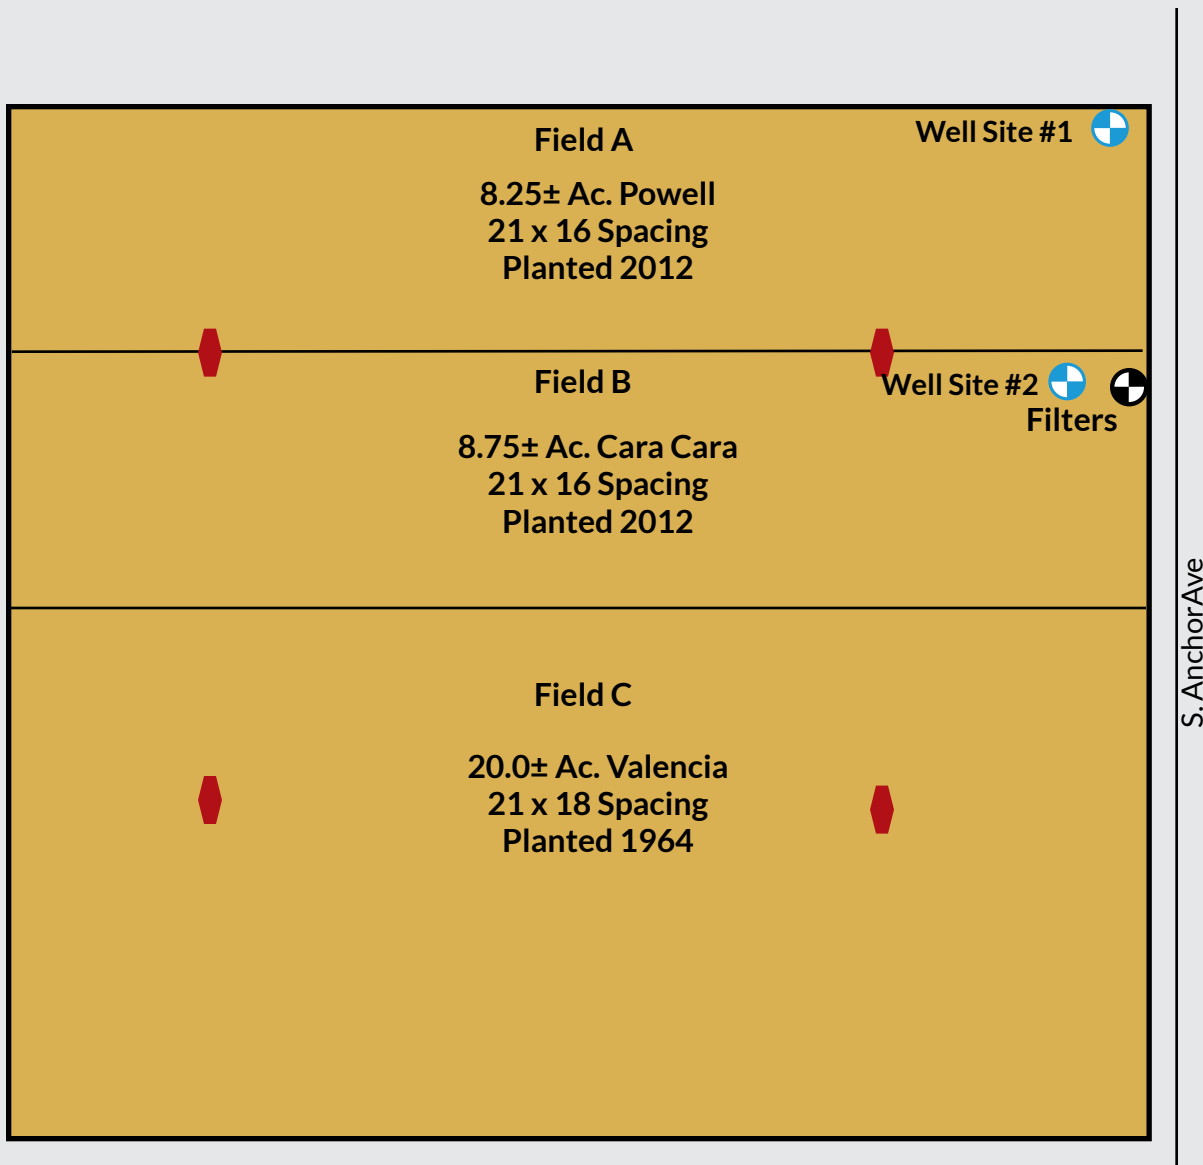 Field A
Well Site #1
8.25± Ac. Powell
21 x 16 Spacing
Planted 2012
Field B
Well Site #2
Filters
8.75± Ac. Cara Cara
21 x 16 Spacing
Planted 2012
S. AnchorAve
Field C
20.0± Ac. Valencia
21 x 18 Spacing
Planted 1964